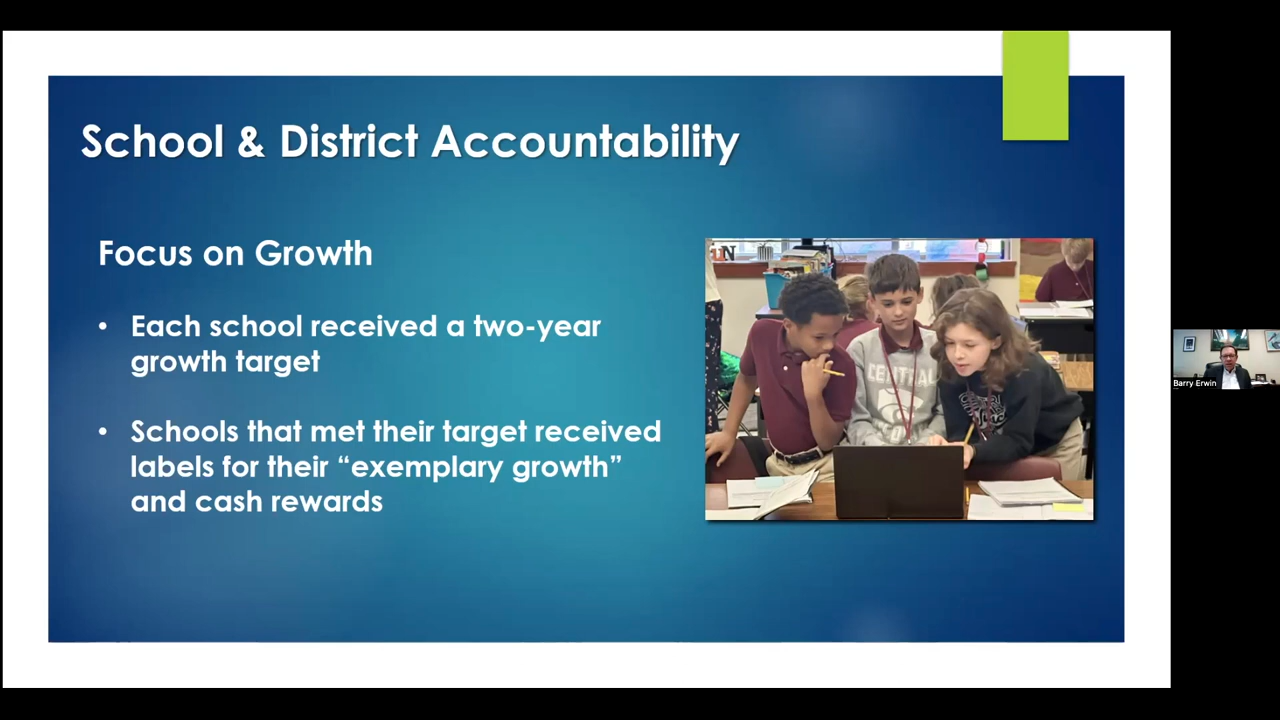 School & District Accountability
Focus on Growth
• Each school received a two-year
growth target
• Schools that met their target received
labels for their “exemplary growth”
and cash rewards
CENTRAL
Barry Erwin